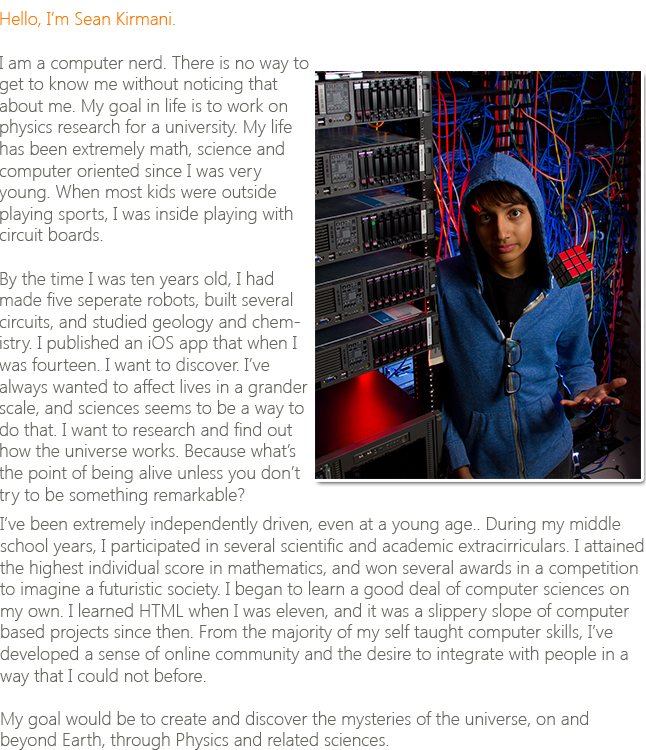 Hello, I'm Sean Kirmani.
I am a computer nerd. There is no way to
get to know me without noticing that
about me. My goal in life is to work on
physics research for a university. My life
has been extremely math, science and
computer oriented since I was very
young. When most kids were outside
playing sports, I was inside playing with
circuit boards.
By the time I was ten years old, I had
made five seperate robots, built several
circuits, and studied geology and chem-
istry. I published an iOS app that when I
was fourteen. I want to discover. I've
always wanted to affect lives in a grander
scale, and sciences seems to be a way to
do that. I want to research and find out
how the universe works. Because what's
the point of being alive unless you don't
try to be something remarkable?
I've been extremely independently driven, even at a young age.. During my middle
school years, I participated in several scientific and academic extracirriculars. I attained
the highest individual score in mathematics, and won several awards in a competition
to imagine a futuristic society. I began to learn a good deal of computer sciences on
my own. I learned HTML when I was eleven, and it was a slippery slope of computer
based projects since then. From the majority of my self taught computer skills, I've
developed a sense of online community and the desire to integrate with people in a
way that I could not before.
My goal would be to create and discover the mysteries of the universe, on and
beyond Earth, through Physics and related sciences.